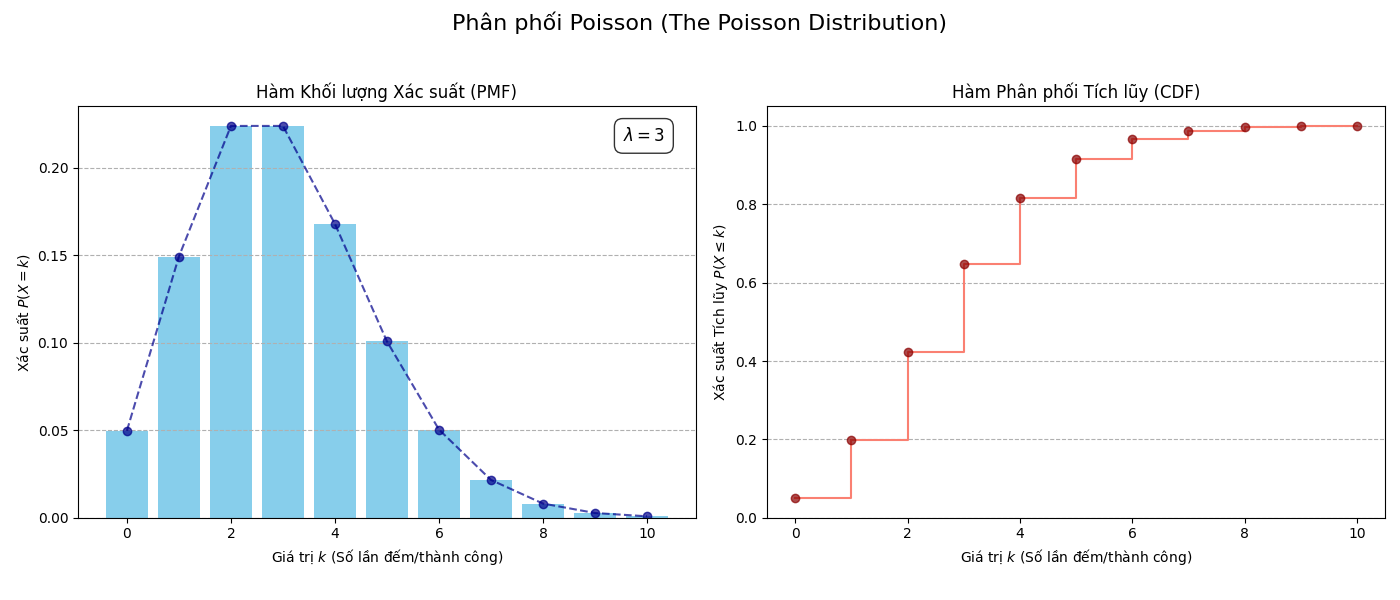 Phân phối Poisson (The Poisson Distribution)
Hàm Khối lượng Xác suất (PMF)
λ = 3
0.20
0.15
0.10
0.05
0.00
Xác suất P(X = k)
0 2 4 6 8 10
Giá trị k (Số lần đếm/thành công)
Hàm Phân phối Tích lũy (CDF)
1.0
0.8
0.6
0.4
0.2
0.0
Xác suất Tích lũy P(X ≤ k)
0 2 4 6 8 10
Giá trị k (Số lần đếm/thành công)